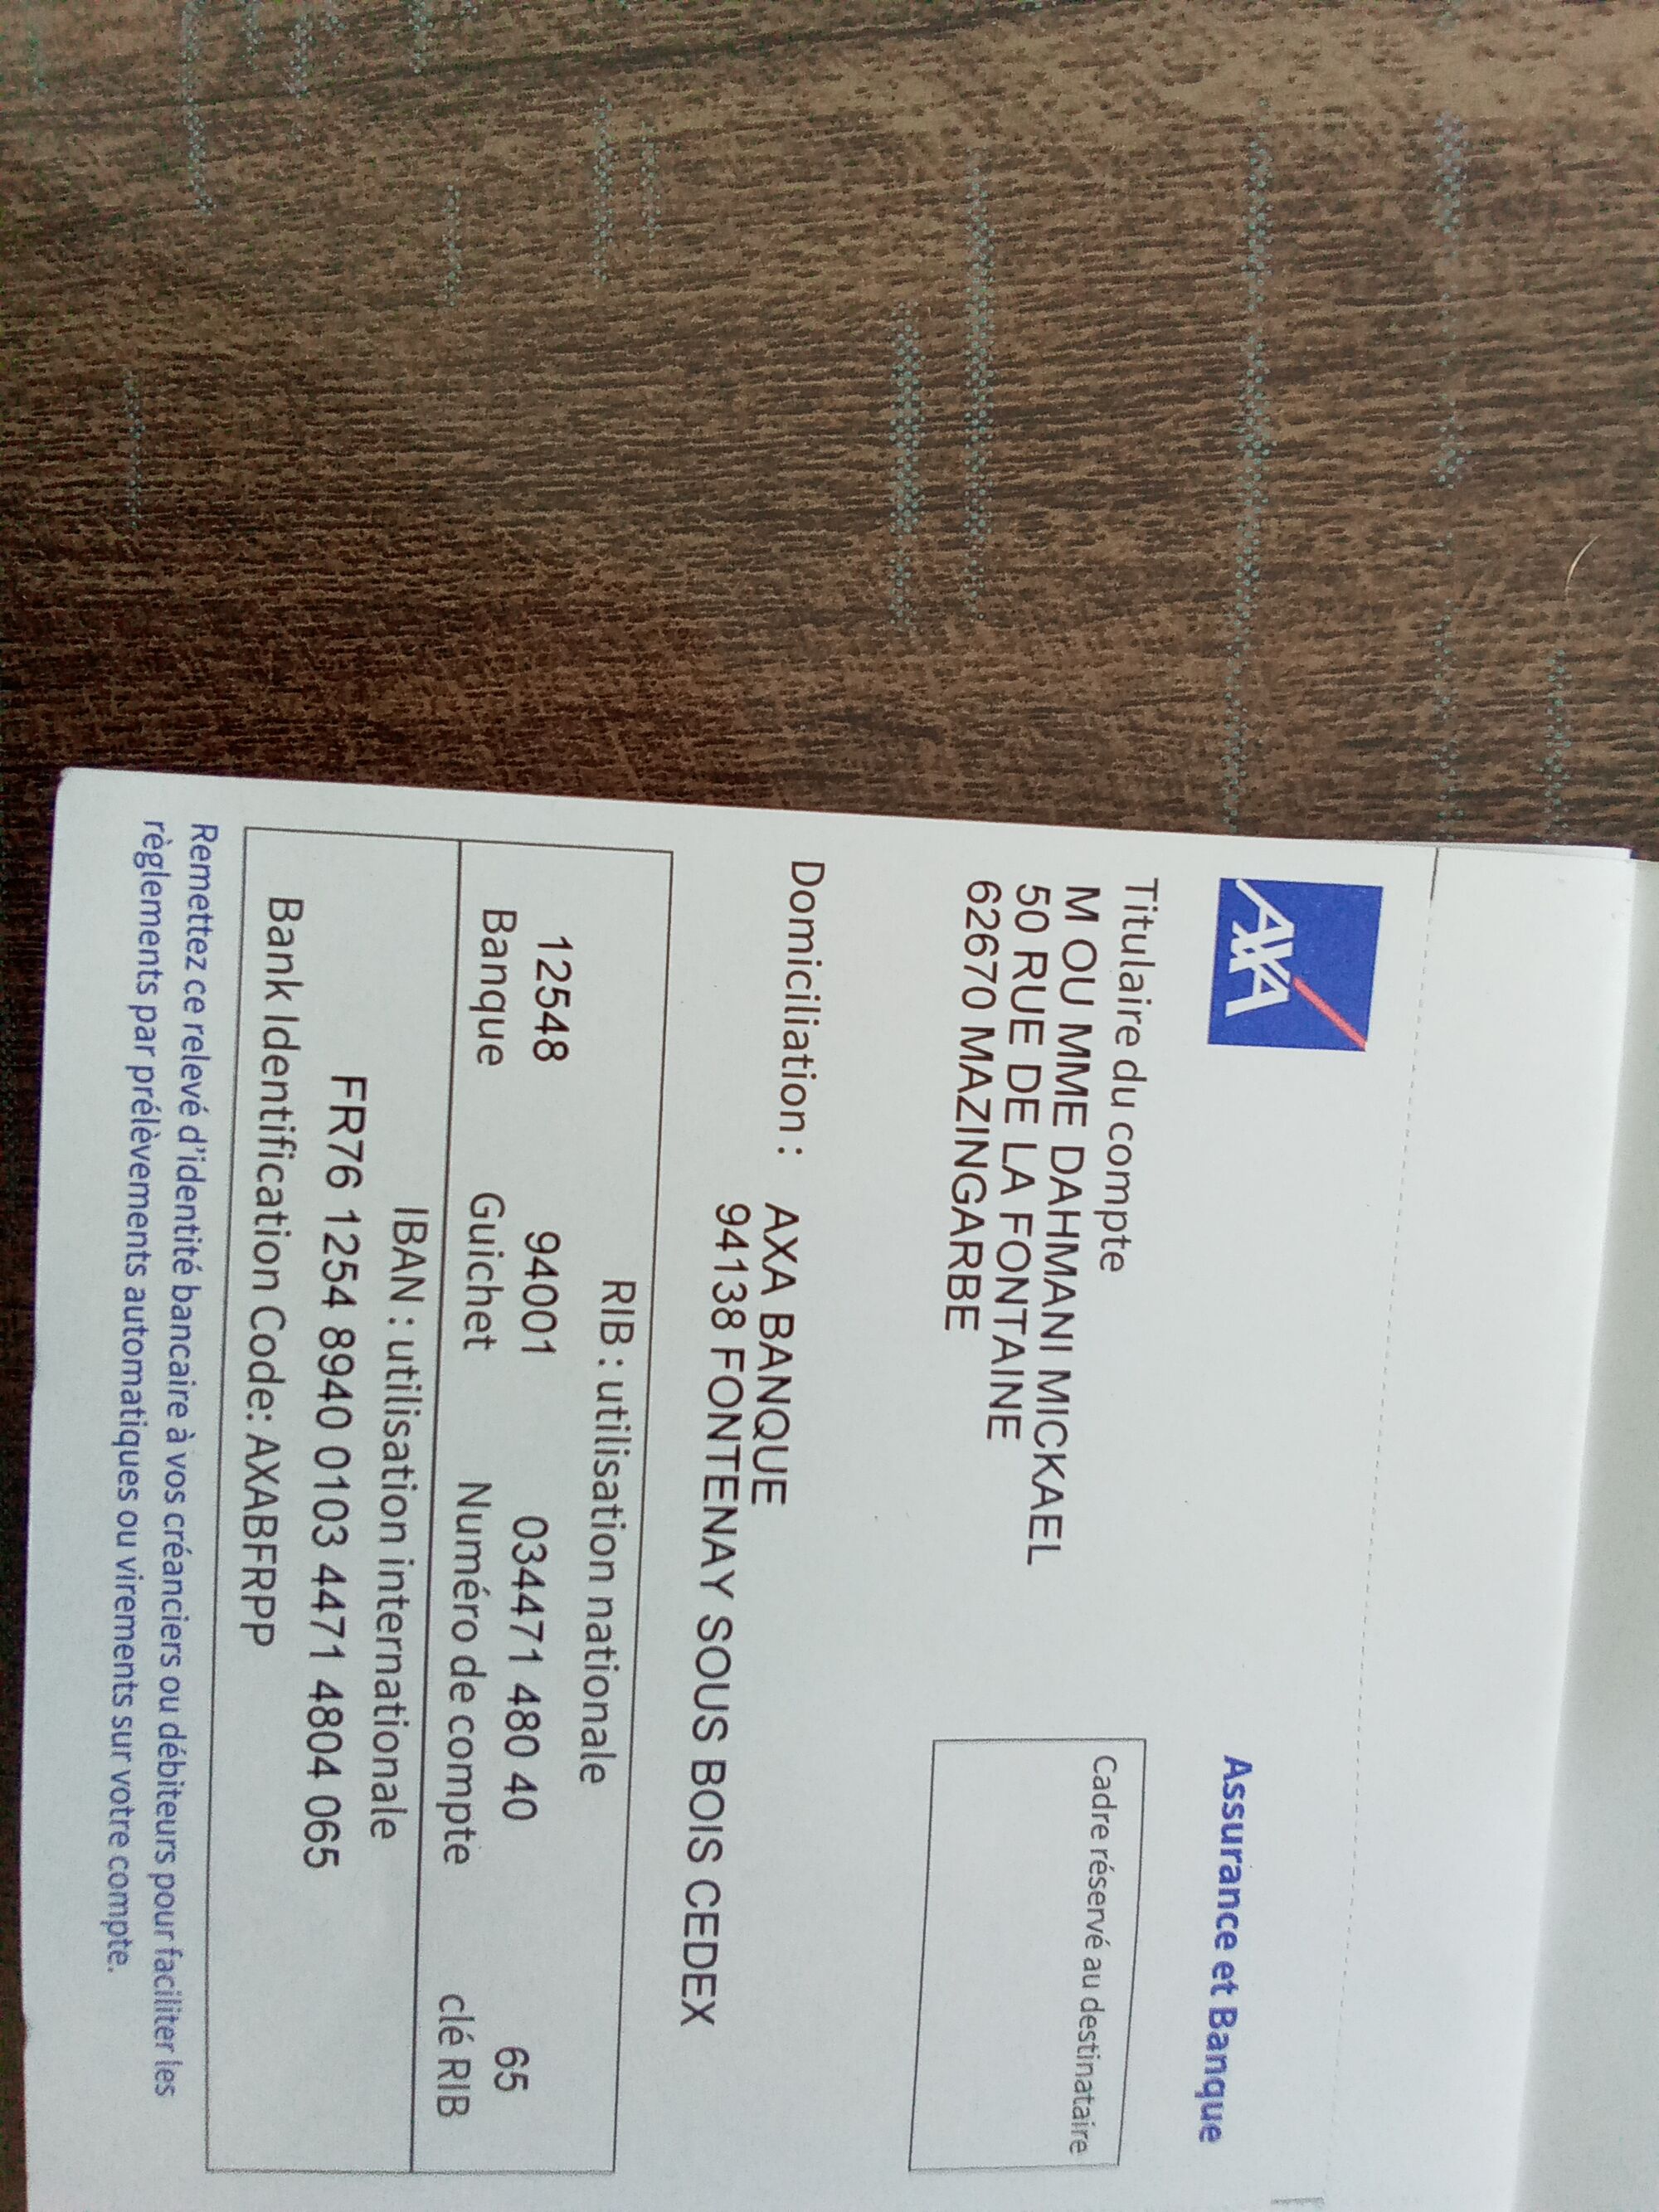 AXA
Assurance et Banque
Titulaire du compte
M OU MME DAHMANI MICKAEL
50 RUE DE LA FONTAINE
62670 MAZINGARBE
Cadre réservé au destinataire
Domiciliation : AXA BANQUE
94138 FONTENAY SOUS BOIS CEDEX
RIB : utilisation nationale
12548 94001 034471 480 40 65
Banque Guichet Numéro de compte clé RIB
IBAN : utilisation internationale
FR76 1254 8940 0103 4471 4804 065
Bank Identification Code: AXABFRPP
Remettez ce relevé d'identité bancaire à vos créanciers ou débiteurs pour faciliter les
règlements par prélèvements automatiques ou virements sur votre compte.